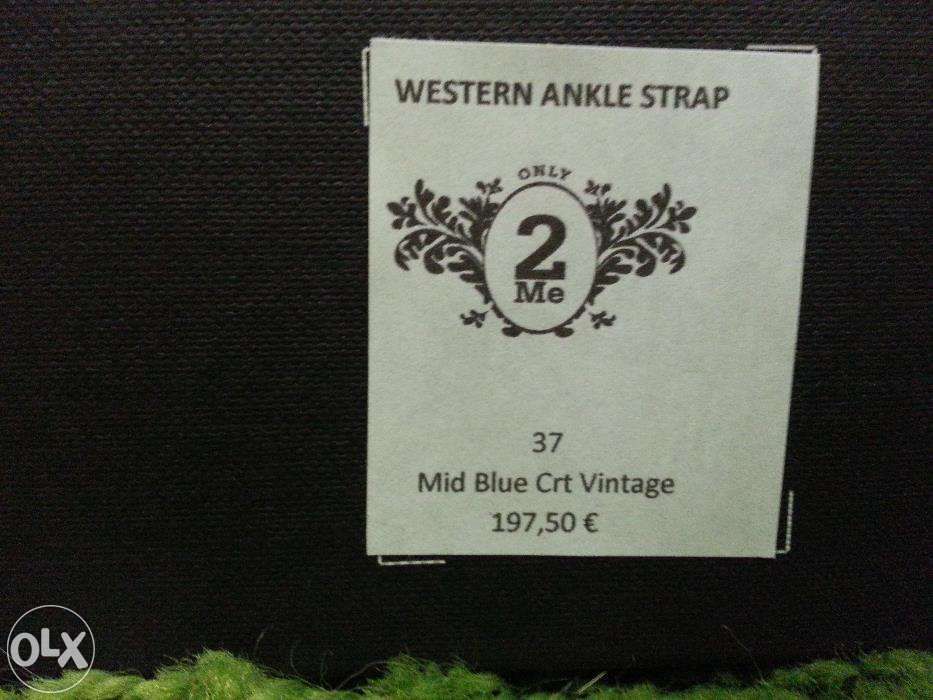 WESTERN ANKLE STRAP
ONLY
2
Me
37
Mid Blue Crt Vintage
197,50 €
OLX